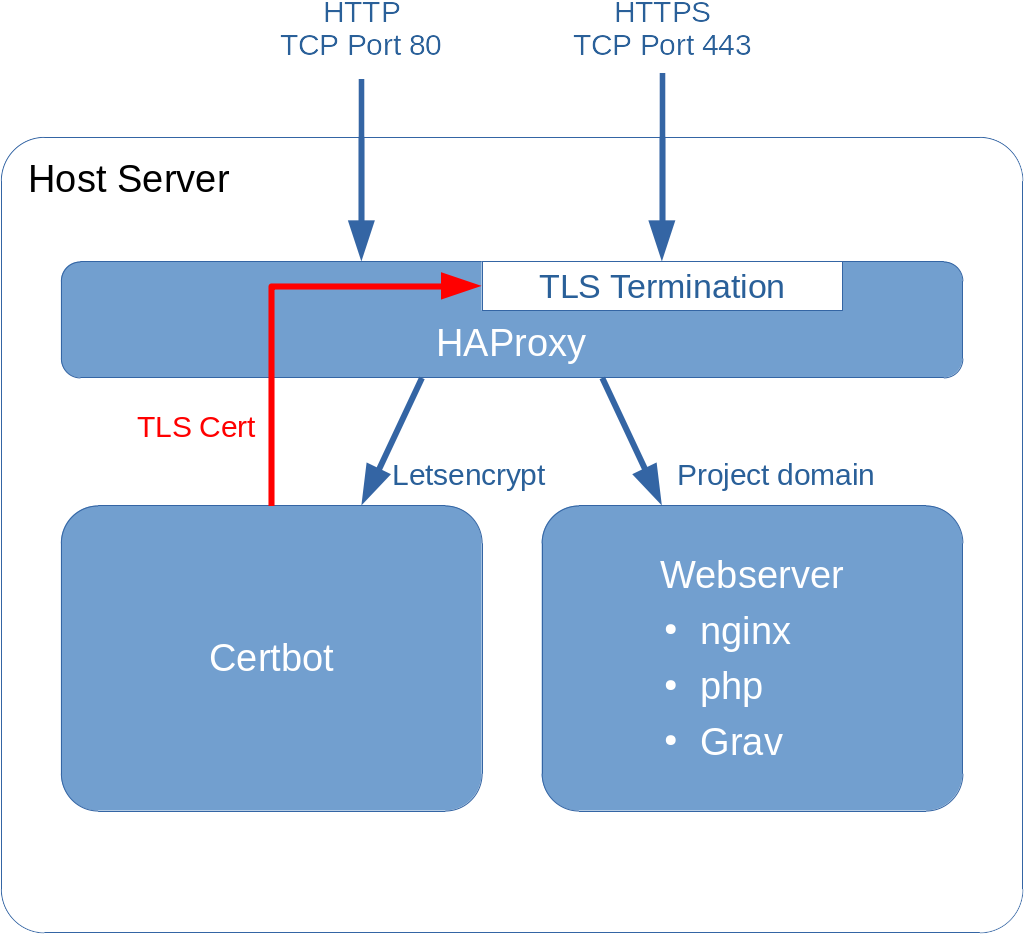 HTTP
TCP Port 80
HTTPS
TCP Port 443
Host Server
TLS Termination
HAProxy
TLS Cert
Letsencrypt
Project domain
Certbot
Webserver
• nginx
• php
• Grav